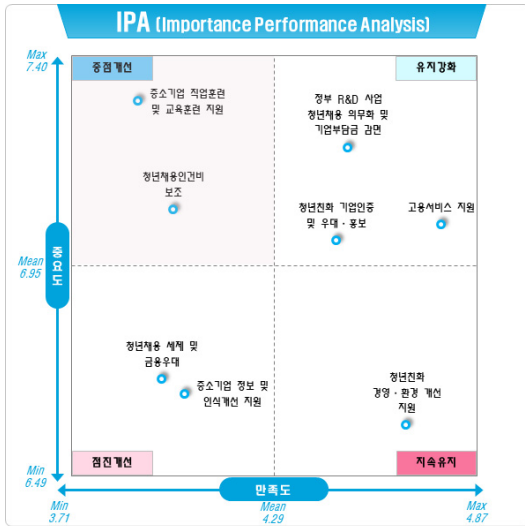 IPA (Importance Performance Analysis)
Max
7.40
중점개선
유지강화
중소기업 직업훈련
및 교육훈련 지원
정부 R&D 사업
청년채용 의무화 및
기업부담금 감면
청년채용인건비
보조
청년친화 기업인증
및 우대·홍보
고용서비스 지원
중요도
Mean
6.95
청년채용 세제 및
금융우대
중소기업 정보 및
인식개선 지원
청년친화
경영·환경 개선
지원
점진개선
지속유지
Min
6.49
만족도
Min
3.71
Mean
4.29
Max
4.87